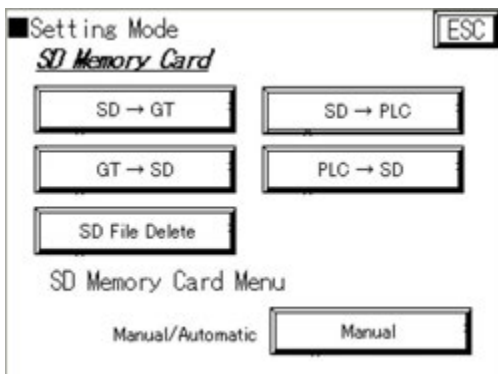 ■Setting Mode
ESC
SD Memory Card
SD → GT
SD → PLC
GT → SD
PLC → SD
SD File Delete
SD Memory Card Menu
Manual/Automatic
Manual